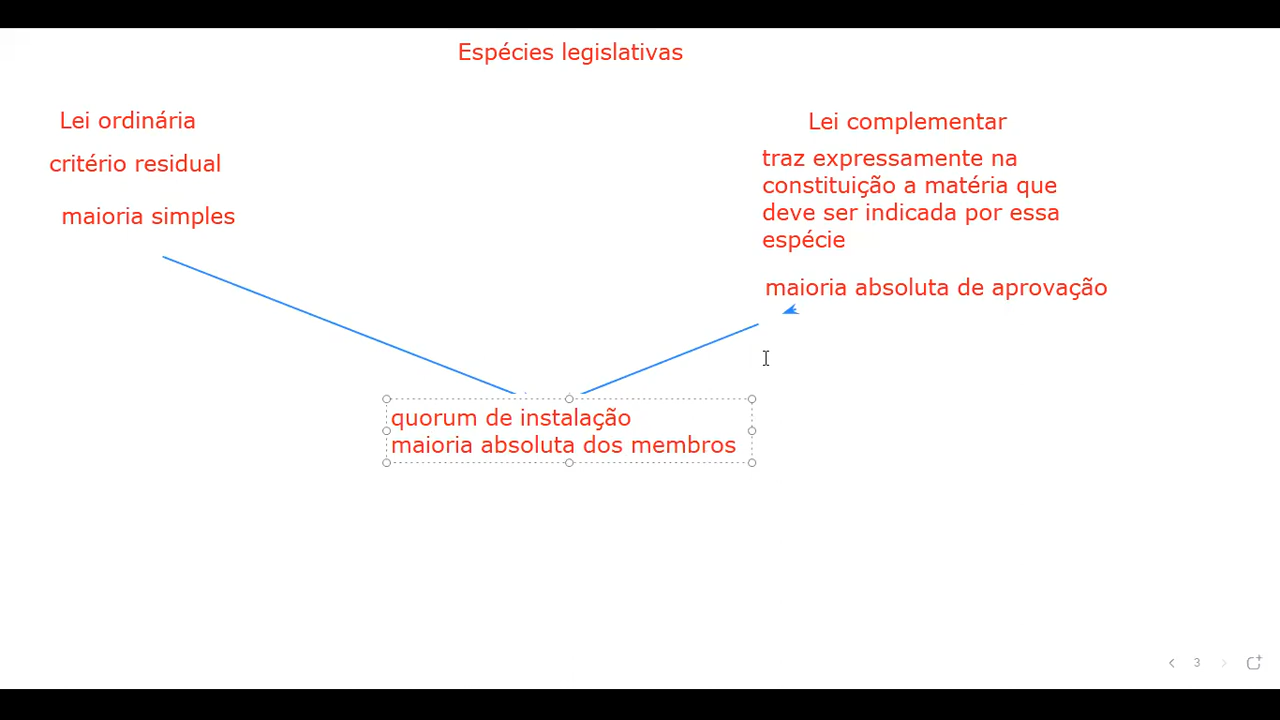 Espécies legislativas
Lei ordinária
critério residual
maioria simples
Lei complementar
traz expressamente na
constituição a matéria que
deve ser indicada por essa
espécie
maioria absoluta de aprovação
quorum de instalação
maioria absoluta dos membros
3